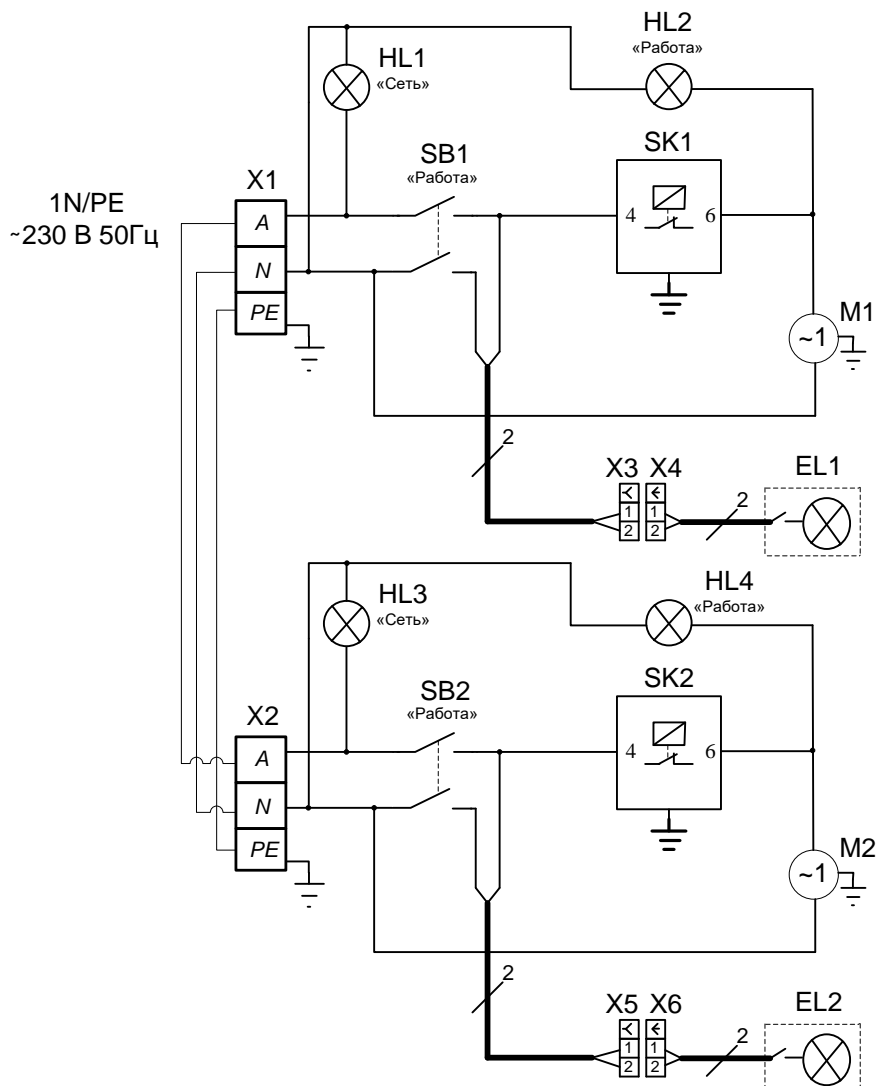 HL2
«Работа»
HL1
«Сеть»
SB1
«Работа»
SK1
X1
1N/PE
~230 В 50Гц
A
4
6
N
PE
M1
~1
2
X3
X4
EL1
1
1
2
2
2
HL3
«Сеть»
HL4
«Работа»
SB2
«Работа»
SK2
X2
A
4
6
N
PE
M2
~1
2
X5
X6
EL2
1
1
2
2
2